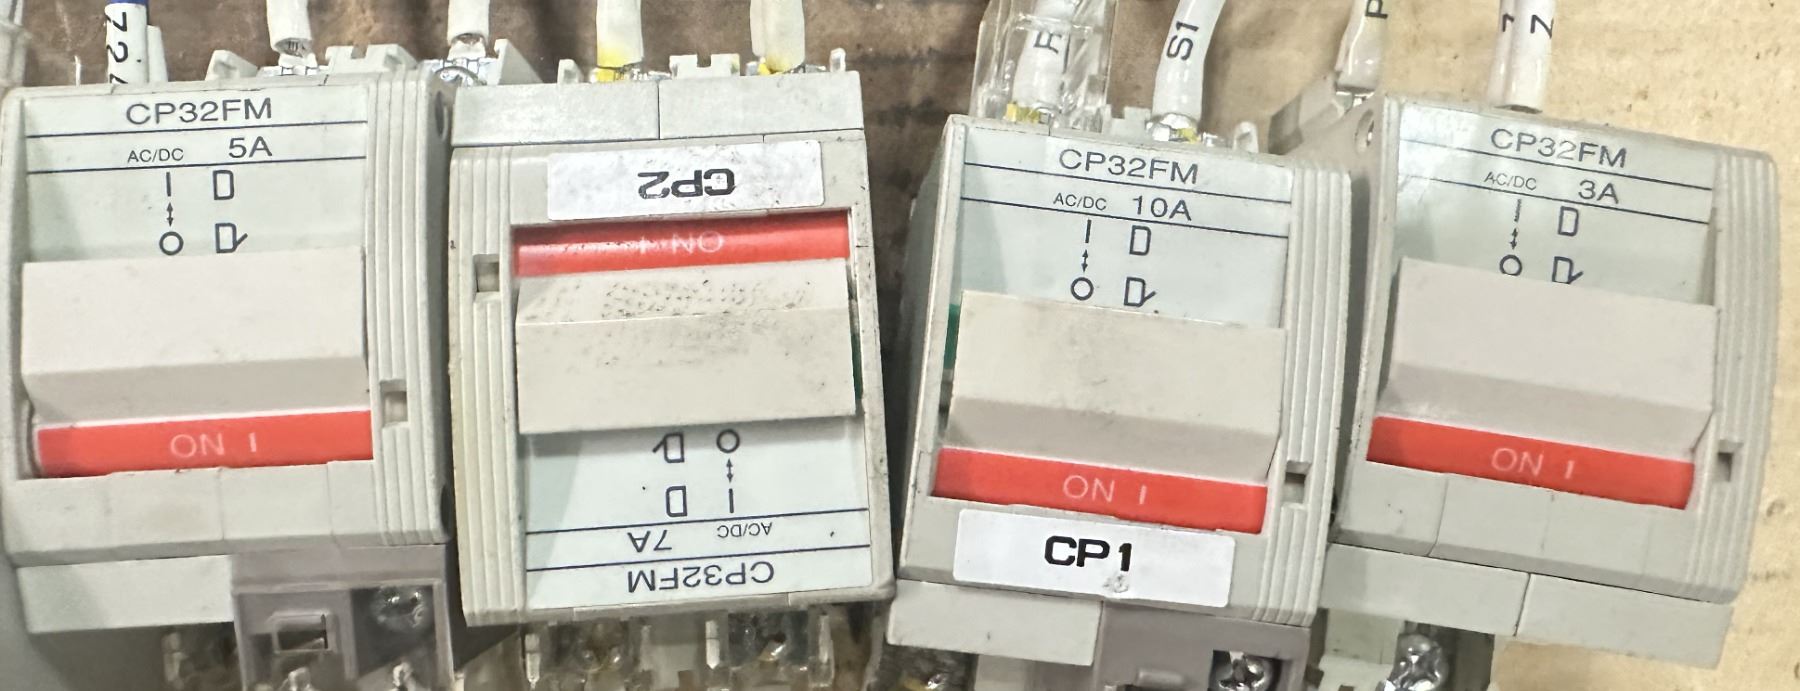 724
S1
Z
CP32FM
AC/DC 5A
ON I
CP32FM
AC/DC 7A
ON I
CP2
CP32FM
AC/DC 10A
ON I
CP1
CP32FM
AC/DC 3A
ON I